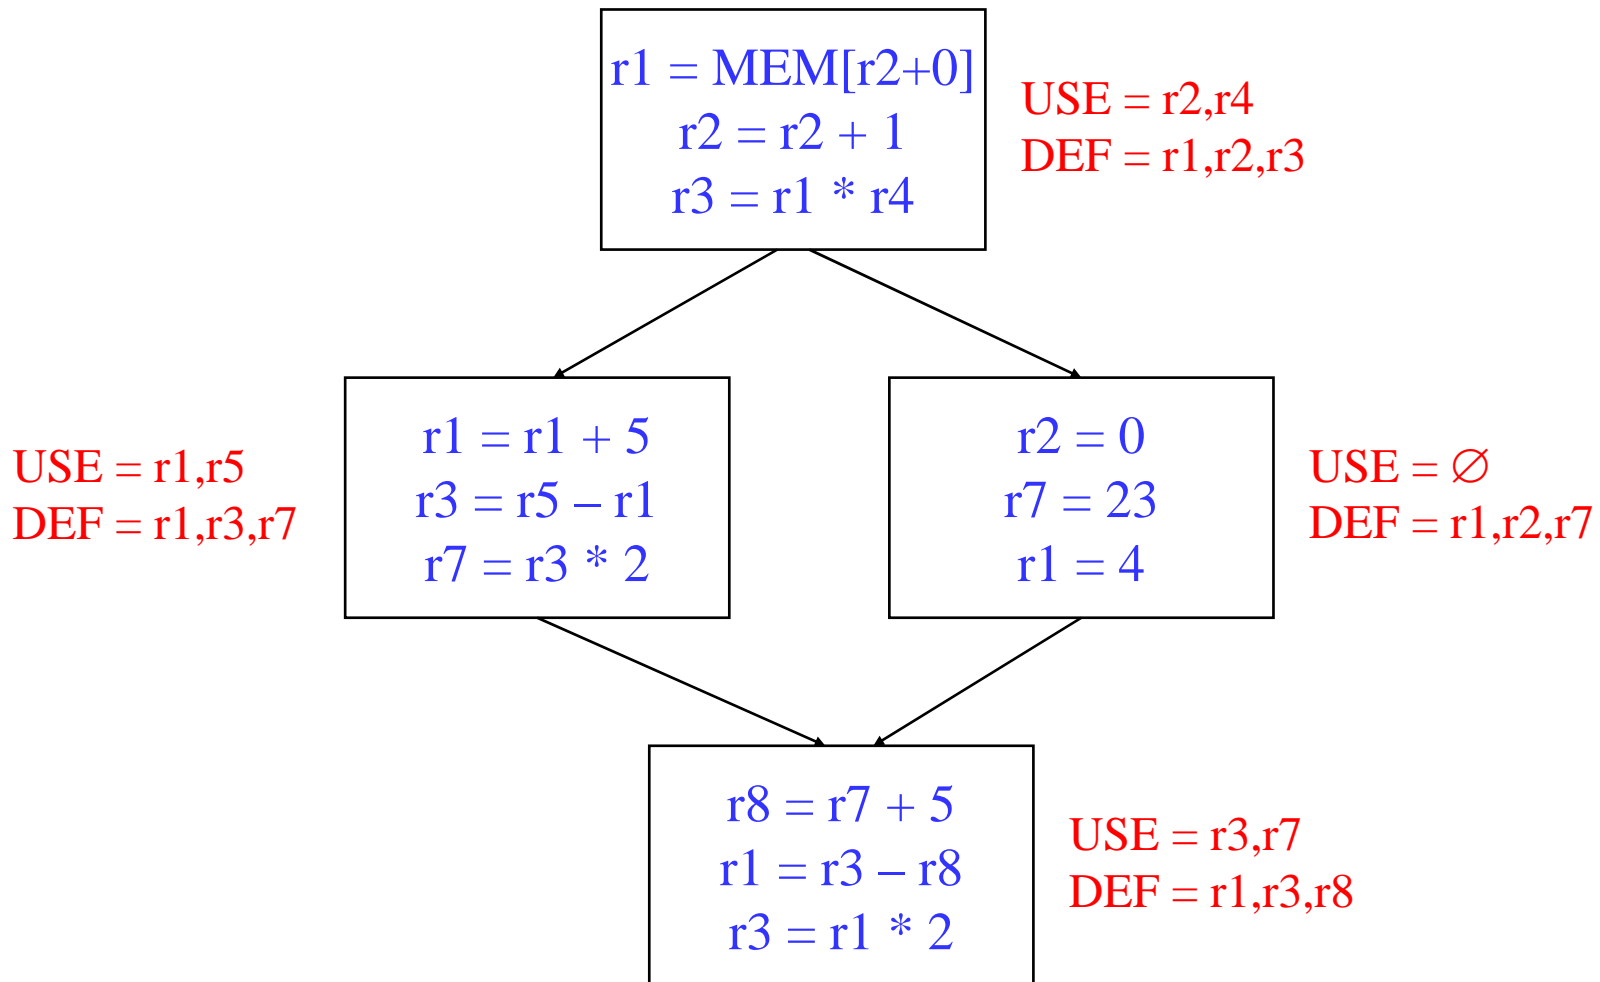 r1 = MEM[r2+0]
r2 = r2 + 1
r3 = r1 * r4
USE = r2,r4
DEF = r1,r2,r3
USE = r1,r5
DEF = r1,r3,r7
r1 = r1 + 5
r3 = r5 – r1
r7 = r3 * 2
r2 = 0
r7 = 23
r1 = 4
USE = ∅
DEF = r1,r2,r7
r8 = r7 + 5
r1 = r3 – r8
r3 = r1 * 2
USE = r3,r7
DEF = r1,r3,r8